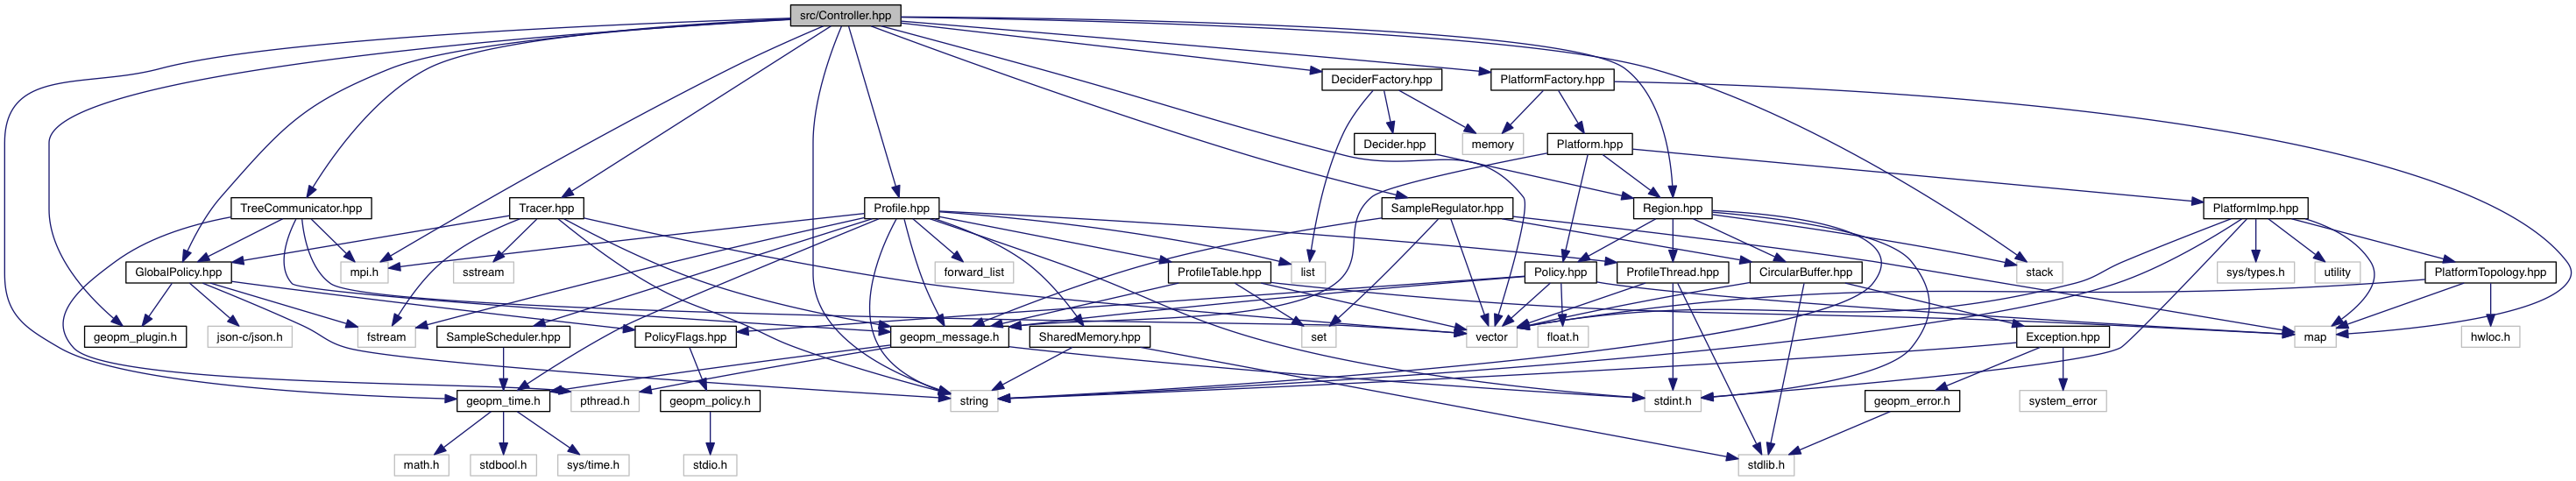 src/Controller.hpp
DeciderFactory.hpp
PlatformFactory.hpp
Decider.hpp
memory
Platform.hpp
TreeCommunicator.hpp
Tracer.hpp
Profile.hpp
SampleRegulator.hpp
Region.hpp
PlatformImp.hpp
GlobalPolicy.hpp
mpi.h
sstream
forward_list
ProfileTable.hpp
list
Policy.hpp
ProfileThread.hpp
CircularBuffer.hpp
stack
sys/types.h
utility
PlatformTopology.hpp
geopm_plugin.h
json-c/json.h
fstream
SampleScheduler.hpp
PolicyFlags.hpp
geopm_message.h
SharedMemory.hpp
set
vector
float.h
Exception.hpp
map
hwloc.h
geopm_time.h
pthread.h
geopm_policy.h
string
stdint.h
geopm_error.h
system_error
math.h
stdbool.h
sys/time.h
stdio.h
stdlib.h